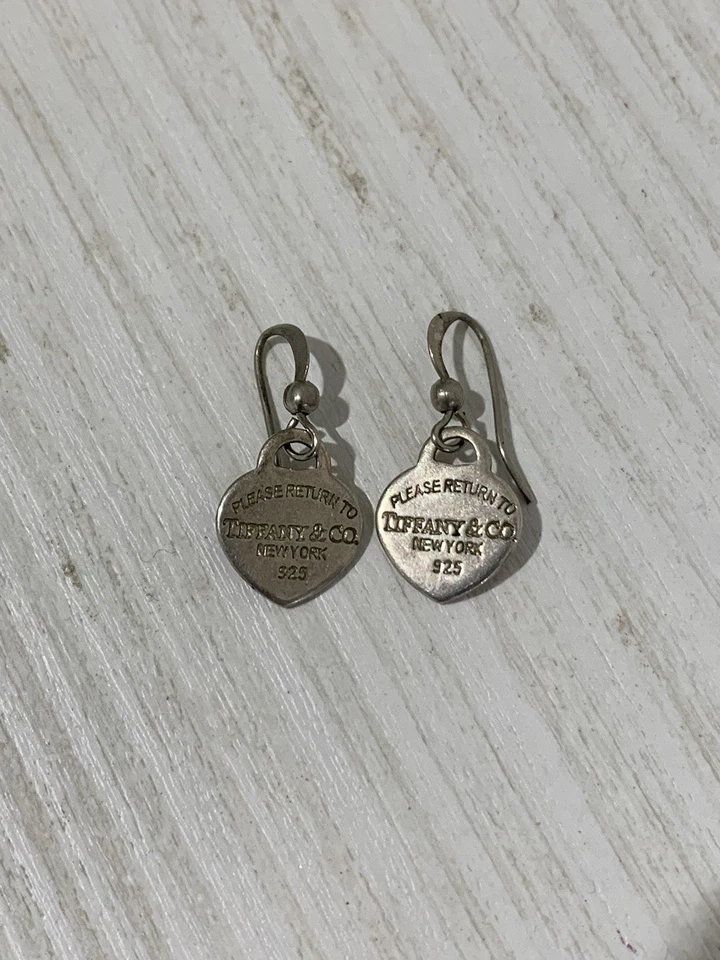 PLEASE RETURN TO
TIFFANY & CO.
NEW YORK
925
PLEASE RETURN TO
TIFFANY & CO.
NEW YORK
925